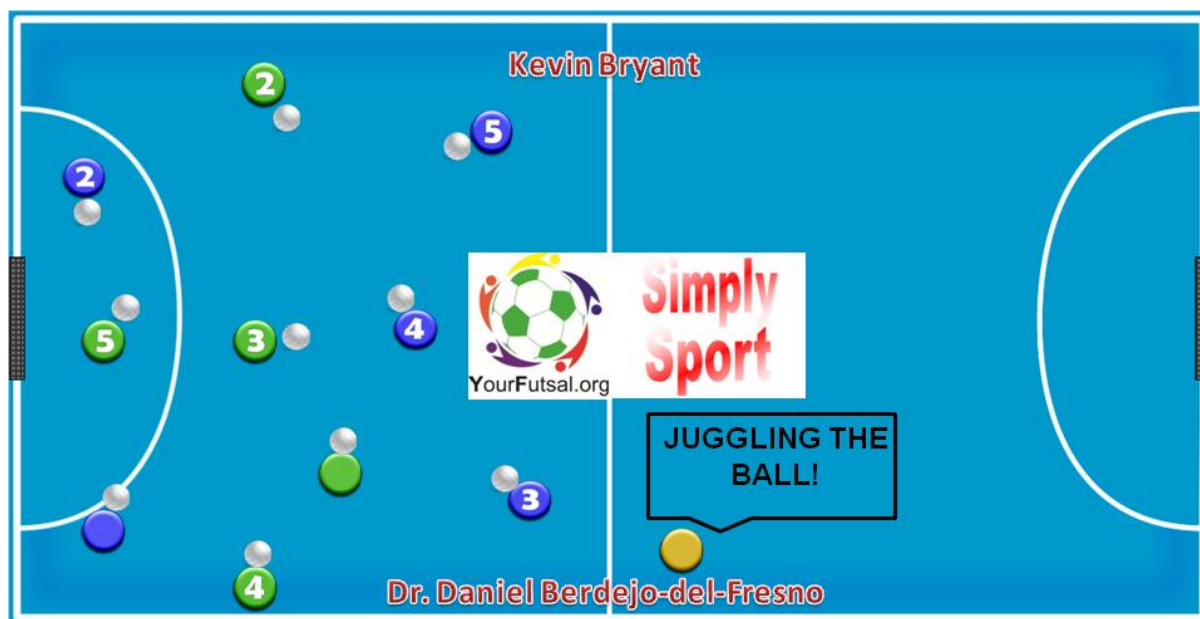 Kevin Bryant
2
5
2
5
3
4
Simply
Sport
YourFutsal.org
JUGGLING THE
BALL!
3
4
Dr. Daniel Berdejo-del-Fresno